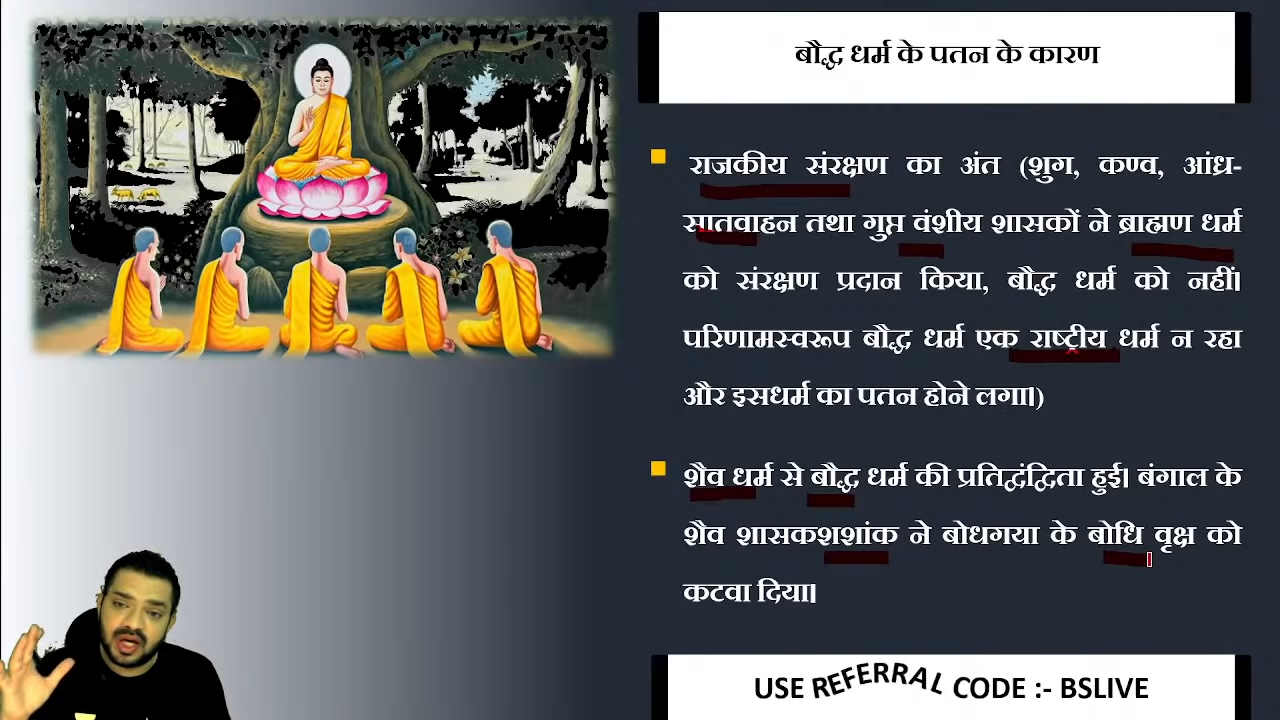 बौद्ध धर्म के पतन के कारण
राजकीय संरक्षण का अंत (शुग, कण्व, आंध्र-
सातवाहन तथा गुप्त वंशीय शासकों ने ब्राह्मण धर्म
को संरक्षण प्रदान किया, बौद्ध धर्म को नहीं।
परिणामस्वरूप बौद्ध धर्म एक राष्ट्रीय धर्म न रहा
और इसधर्म का पतन होने लगा।)
शैव धर्म से बौद्ध धर्म की प्रतिद्वंद्विता हुई। बंगाल के
शैव शासकशशांक ने बोधगया के बोधि वृक्ष को
कटवा दिया।
USE REFERRAL CODE :- BSLIVE